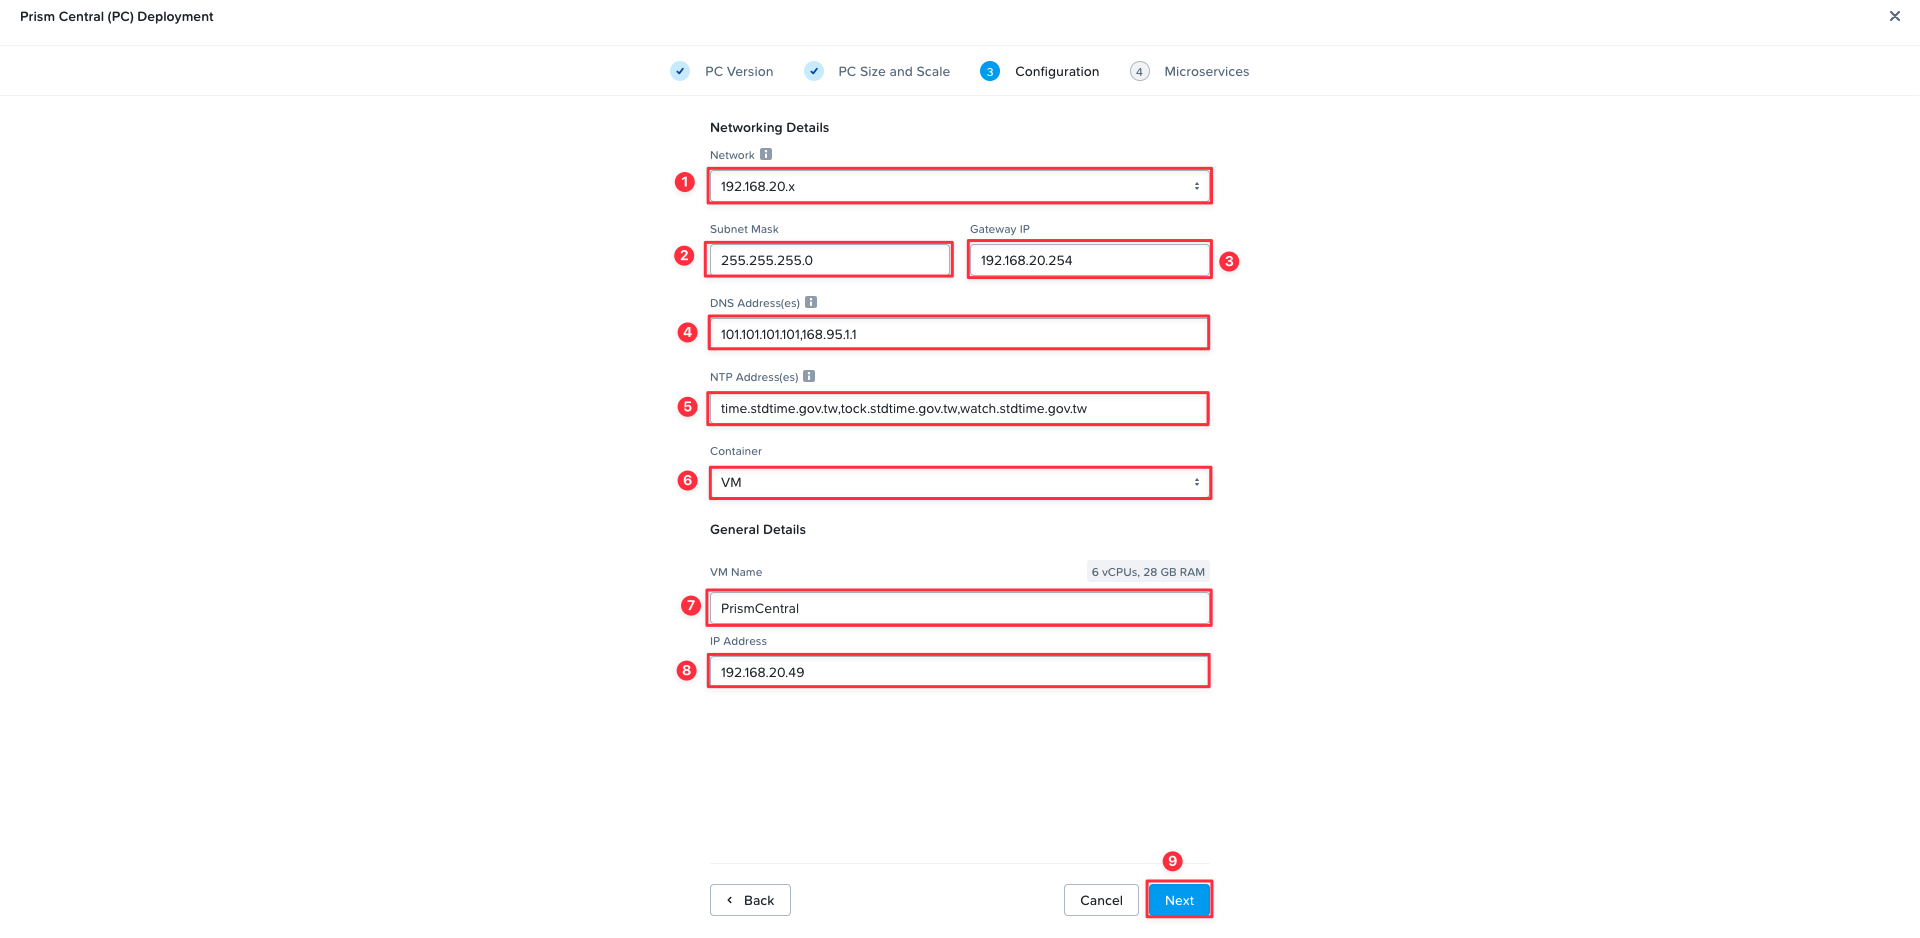 Prism Central (PC) Deployment
PC Version PC Size and Scale 3 Configuration 4 Microservices
Networking Details
Network
1 192.168.20.x
Subnet Mask Gateway IP
2 255.255.255.0 192.168.20.254 3
DNS Address(es)
4 101.101.101.101,168.95.1.1
NTP Address(es)
5 time.stdtime.gov.tw,tock.stdtime.gov.tw,watch.stdtime.gov.tw
Container
6 VM
General Details
VM Name 6 vCPUs, 28 GB RAM
7 PrismCentral
IP Address
8 192.168.20.49
9
Back Cancel Next